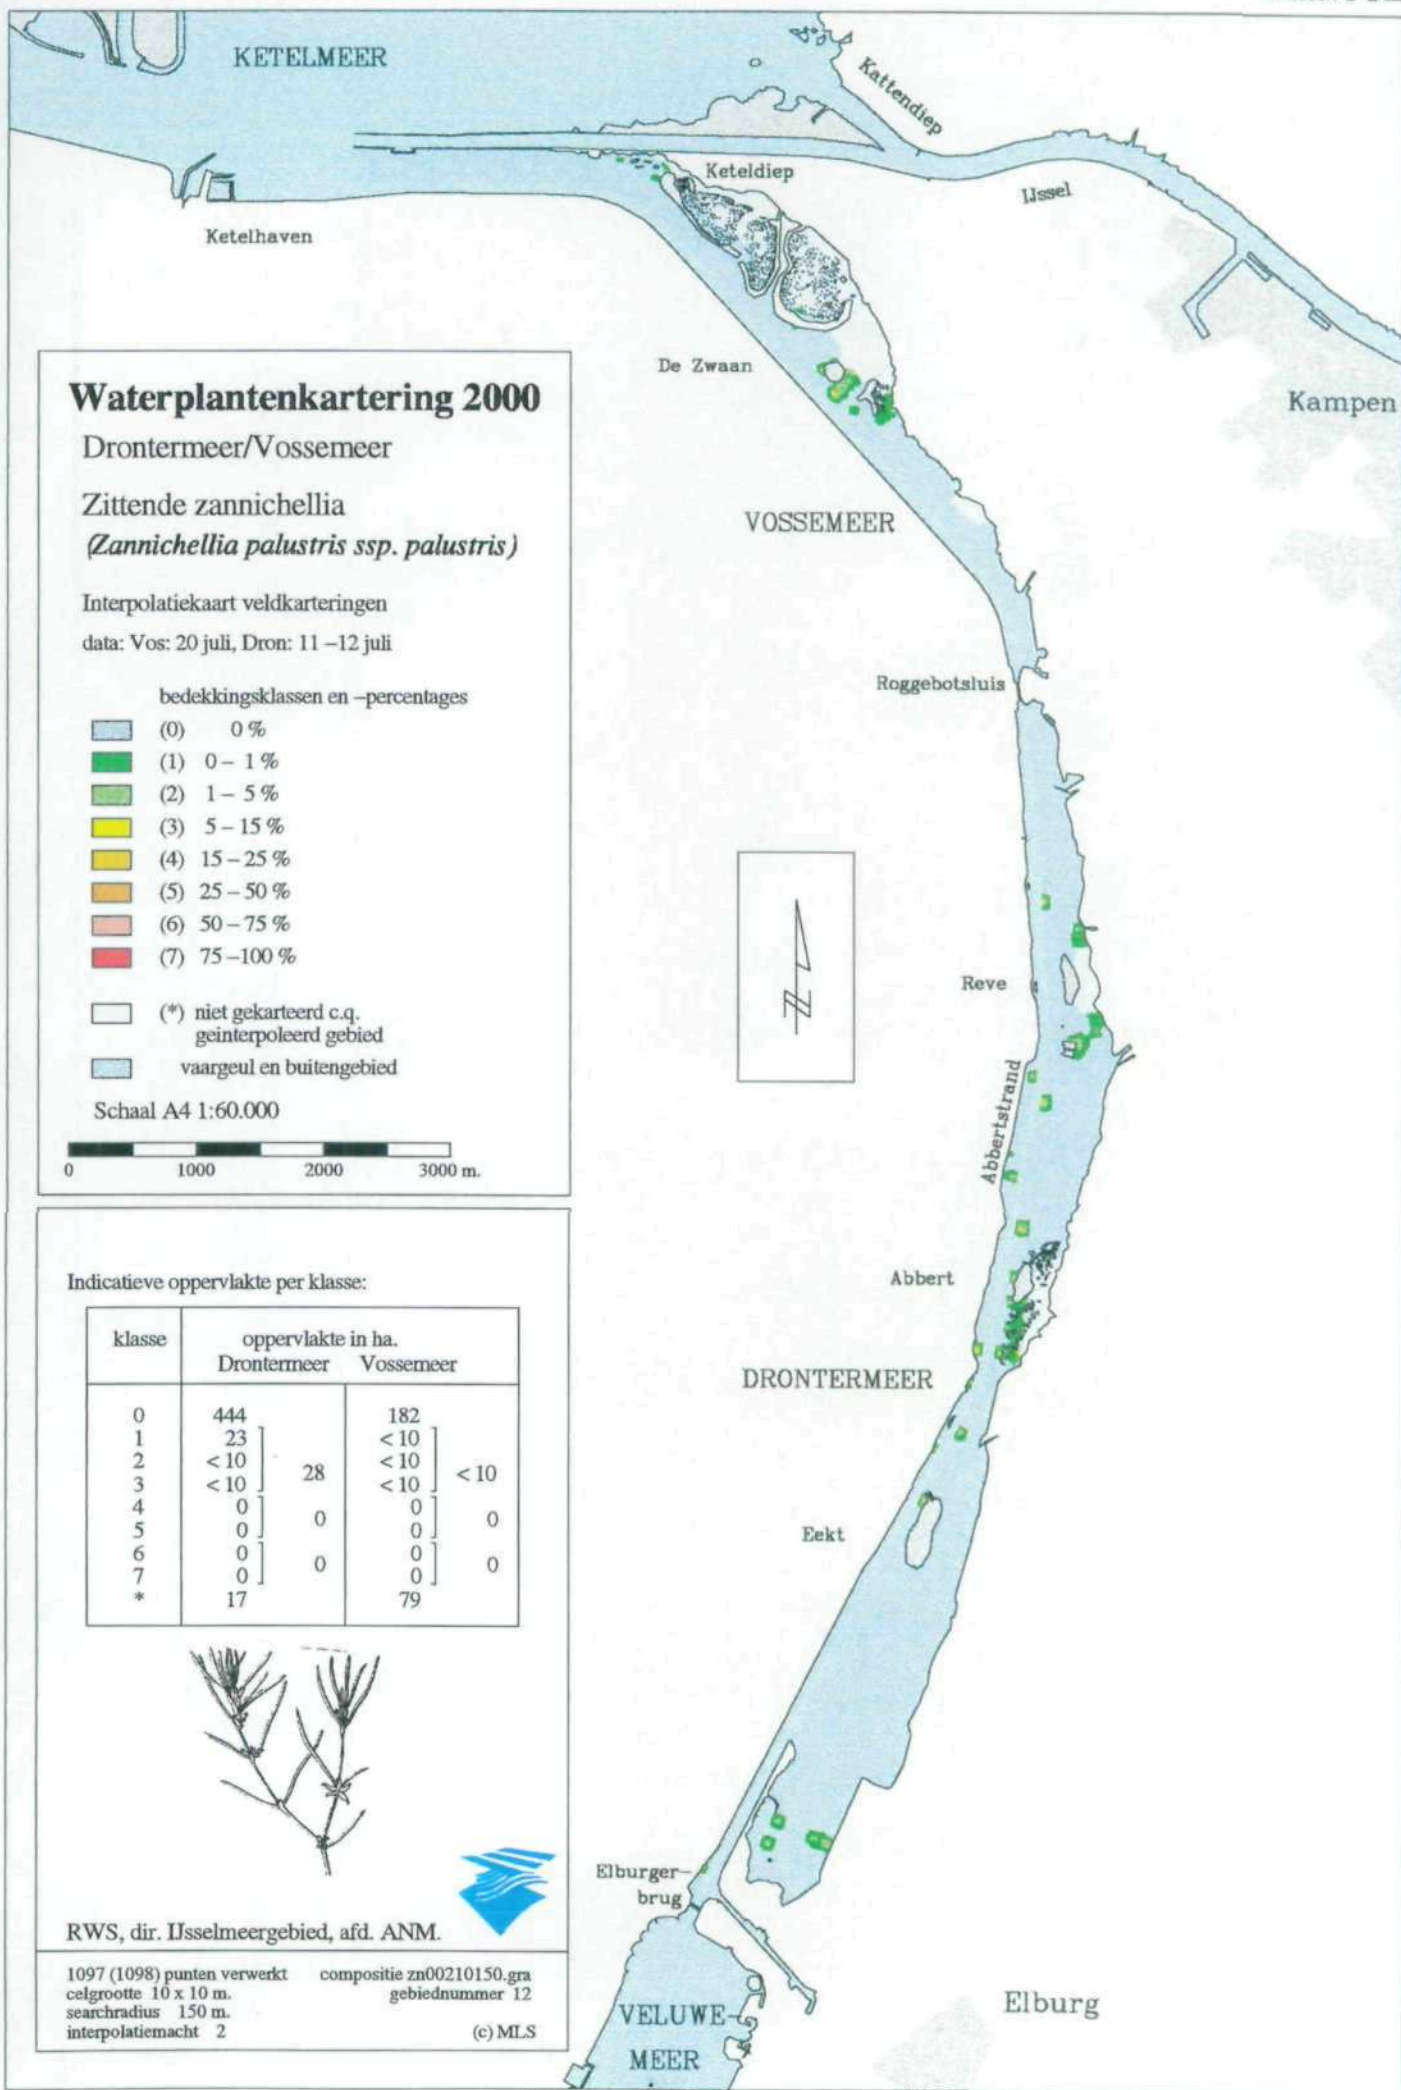 KETELMEER
Kattendiep
Keteldiep
IJssel
Ketelhaven
De Zwaan
Kampen
VOSSEMEER
Roggebotsluis
Reve
Abbertstrand
Abbert
DRONTERMEER
Eekt
Elburger-
brug
Elburg
VELUWE-
MEER
Waterplantenkartering 2000
Drontermeer/Vossemeer
Zittende zannichellia
(Zannichellia palustris ssp. palustris)
Interpolatiekaart veldkarteringen
data: Vos: 20 juli, Dron: 11 –12 juli
bedekkingsklassen en –percentages
(0) 0 %
(1) 0 – 1 %
(2) 1 – 5 %
(3) 5 – 15 %
(4) 15 – 25 %
(5) 25 – 50 %
(6) 50 – 75 %
(7) 75 –100 %
(*) niet gekarteerd c.q.
geinterpoleerd gebied
vaargeul en buitengebied
Schaal A4 1:60.000
0 1000 2000 3000 m.
Indicatieve oppervlakte per klasse:
klasse oppervlakte in ha.
Drontermeer Vossemeer
0 444 182
1 23 <10
2 <10 <10
28 <10
3 <10 <10
4 0 0
0 0
5 0 0
6 0 0
0 0
7 0 0
* 17 79
RWS, dir. IJsselmeergebied, afd. ANM.
1097 (1098) punten verwerkt compositie zn00210150.gra
celgrootte 10 x 10 m. gebiednummer 12
searchradius 150 m.
interpolatiemacht 2 (c) MLS